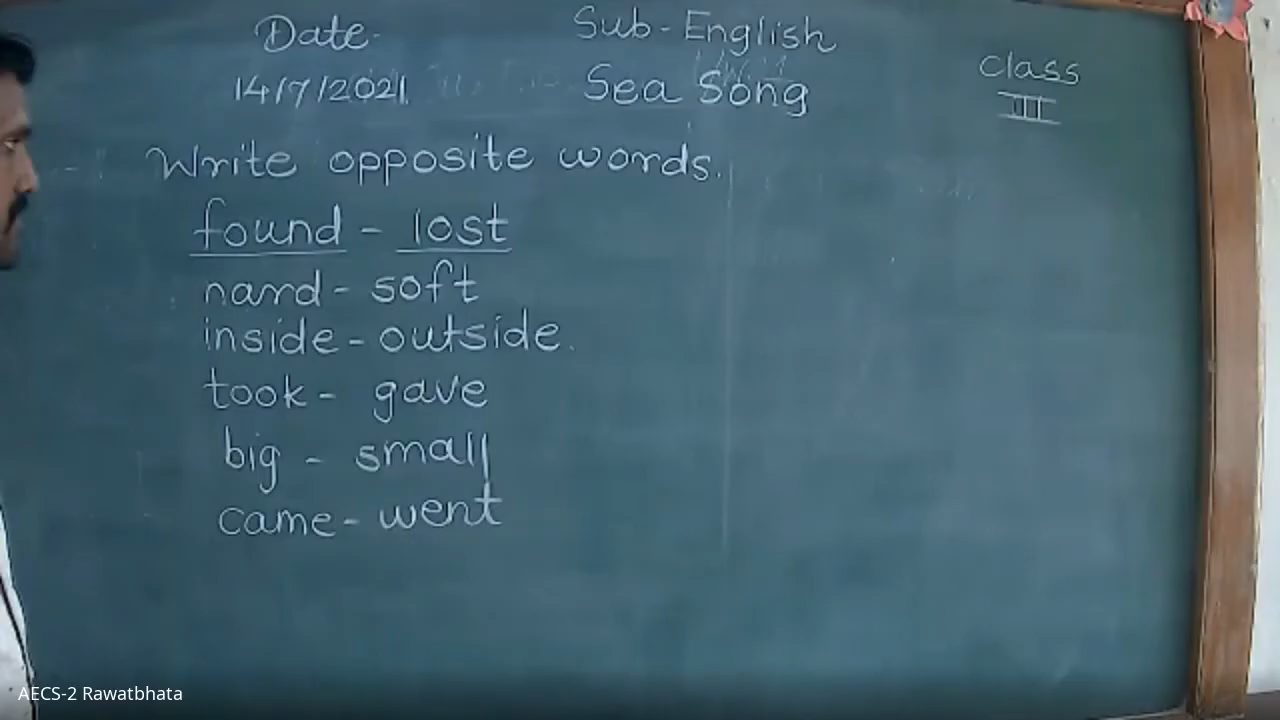 Date-
14/7/2021
Sub-English
Sea Song
Class
III
Write opposite words.
found - lost
hard - soft
inside - outside.
took - gave
big - small
came - went
AECS-2 Rawatbhata